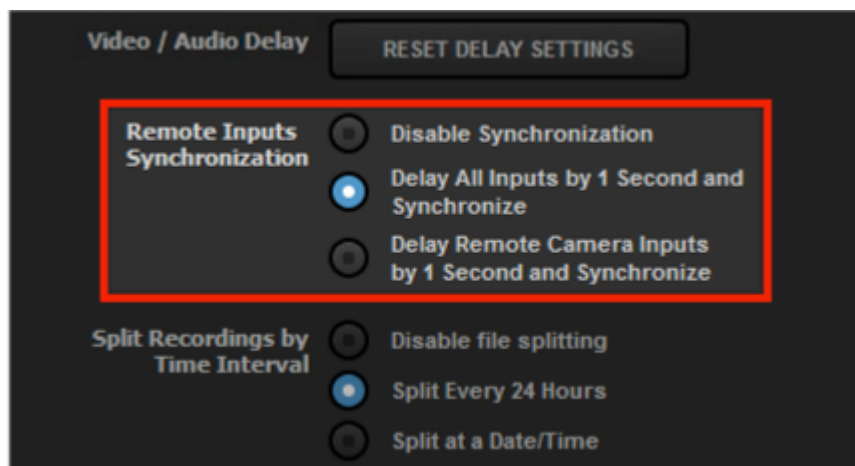 Video / Audio Delay
RESET DELAY SETTINGS
Remote Inputs
Synchronization
Disable Synchronization
Delay All Inputs by 1 Second and
Synchronize
Delay Remote Camera Inputs
by 1 Second and Synchronize
Split Recordings by
Time Interval
Disable file splitting
Split Every 24 Hours
Split at a Date/Time